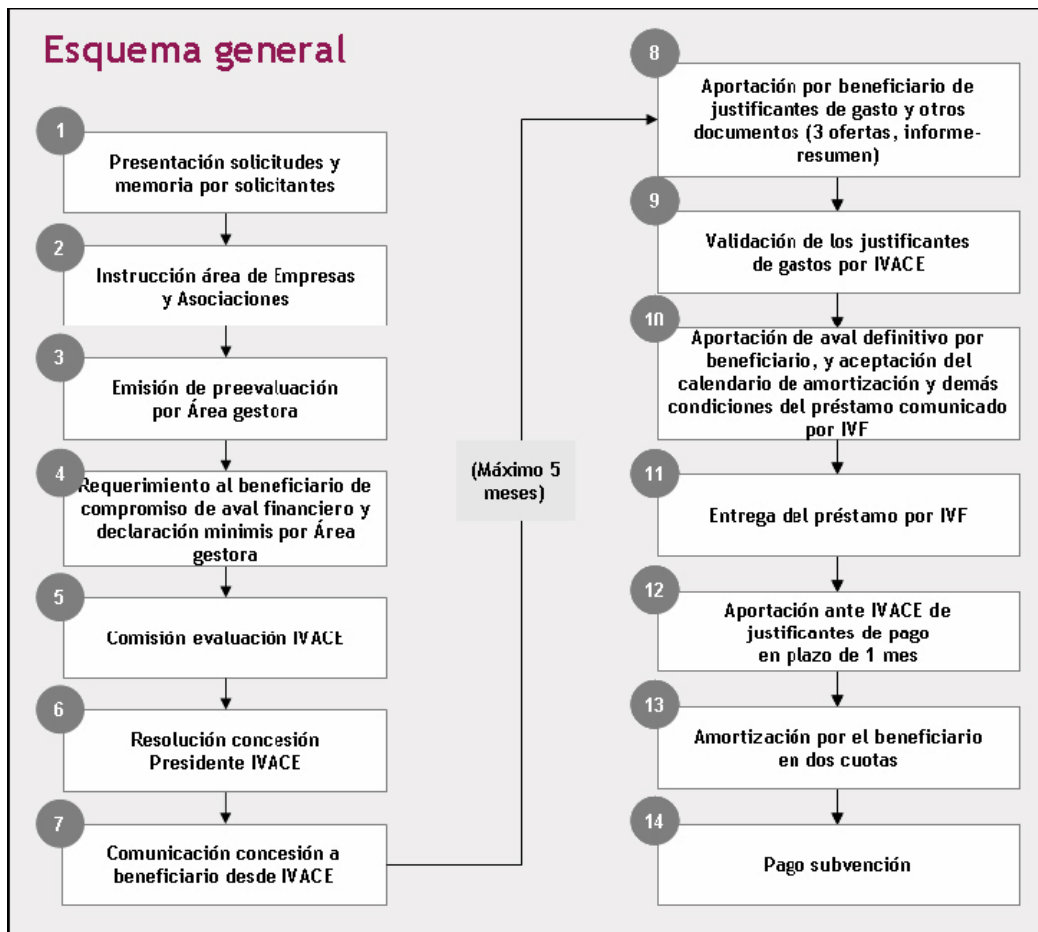 Esquema general
1
Presentación solicitudes y
memoria por solicitantes
2
Instrucción área de Empresas
y Asociaciones
3
Emisión de preevaluación
por Área gestora
4
Requerimiento al beneficiario de
compromiso de aval financiero y
declaración minimis por Área
gestora
5
Comisión evaluación IVACE
6
Resolución concesión
Presidente IVACE
7
Comunicación concesión a
beneficiario desde IVACE
(Máximo 5
meses)
8
Aportación por beneficiario de
justificantes de gasto y otros
documentos (3 ofertas, informe-
resumen)
9
Validación de los justificantes
de gastos por IVACE
10
Aportación de aval definitivo por
beneficiario, y aceptación del
calendario de amortización y demás
condiciones del préstamo comunicado
por IVF
11
Entrega del préstamo por IVF
12
Aportación ante IVACE de
justificantes de pago
en plazo de 1 mes
13
Amortización por el beneficiario
en dos cuotas
14
Pago subvención